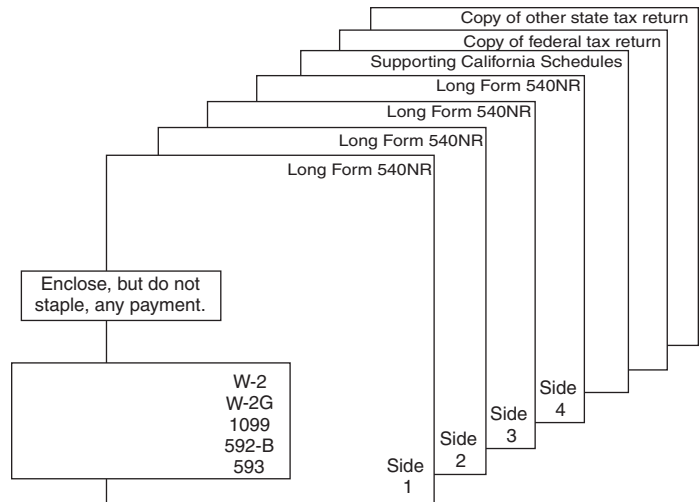 Copy of other state tax return
Copy of federal tax return
Supporting California Schedules
Long Form 540NR
Long Form 540NR
Long Form 540NR
Long Form 540NR
Enclose, but do not
staple, any payment.
W-2
W-2G
1099
592-B
593
Side
1
Side
2
Side
3
Side
4